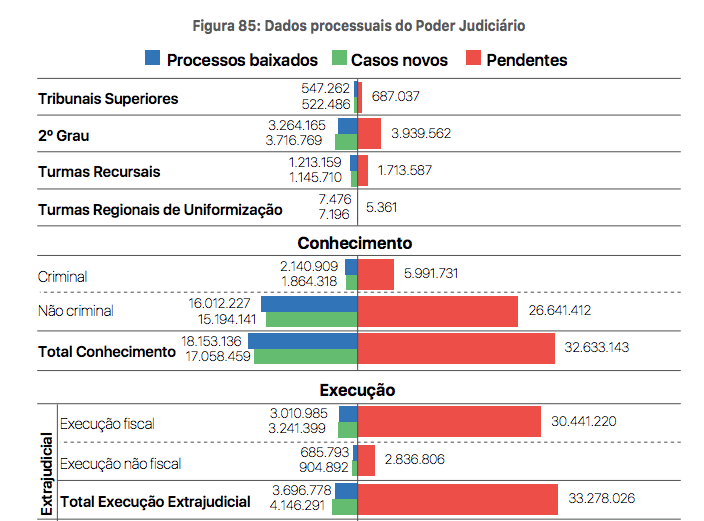 Figura 85: Dados processuais do Poder Judiciário
Processos baixados Casos novos Pendentes
Tribunais Superiores 547.262 687.037
522.486
2º Grau 3.264.165 3.939.562
3.716.769
Turmas Recursais 1.213.159 1.713.587
1.145.710
Turmas Regionais de Uniformização 7.476 5.361
7.196
Conhecimento
Criminal 2.140.909 5.991.731
1.864.318
Não criminal 16.012.227 26.641.412
15.194.141
Total Conhecimento 18.153.136 32.633.143
17.058.459
Execução
Extrajudicial
Execução fiscal 3.010.985 30.441.220
3.241.399
Execução não fiscal 685.793 2.836.806
904.892
Total Execução Extrajudicial 3.696.778 33.278.026
4.146.291